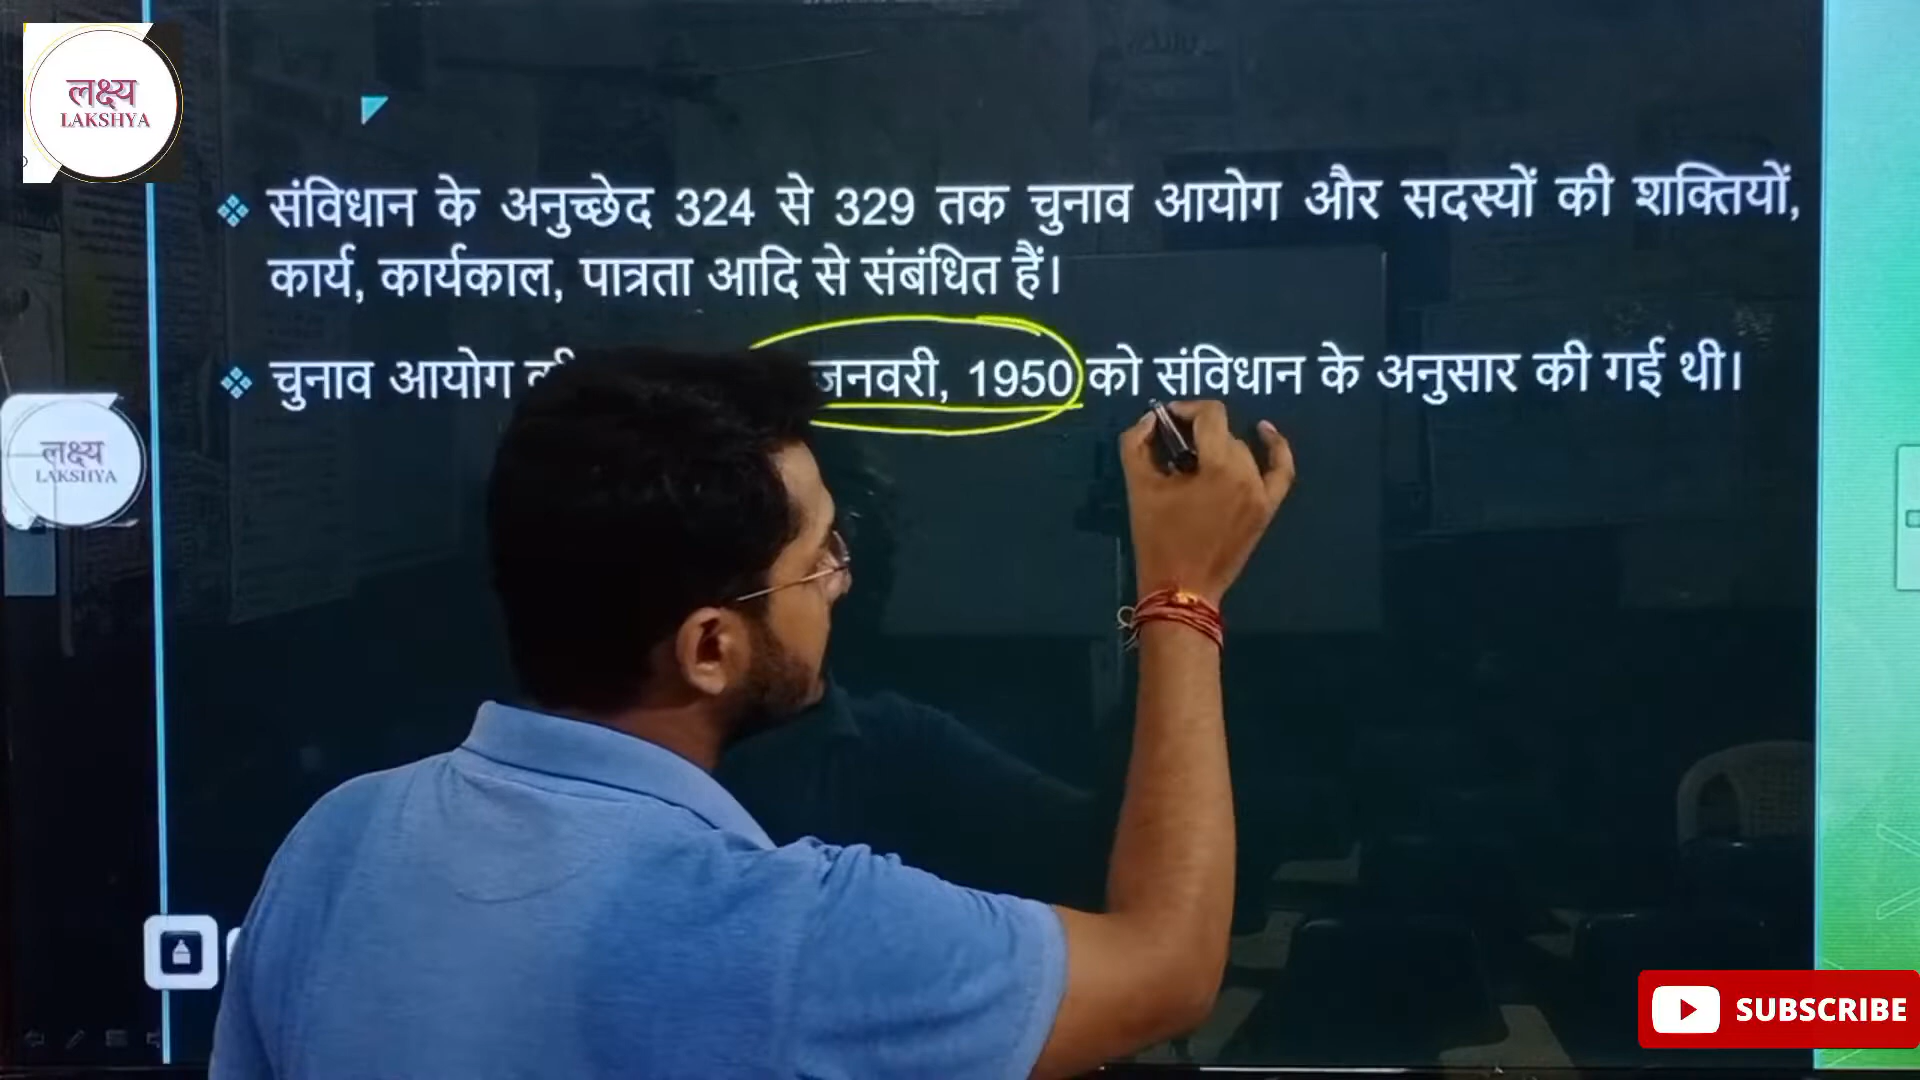 लक्ष्य
LAKSHYA
संविधान के अनुच्छेद 324 से 329 तक चुनाव आयोग और सदस्यों की शक्तियों,
कार्य, कार्यकाल, पात्रता आदि से संबंधित हैं।
चुनाव आयोग जनवरी, 1950 को संविधान के अनुसार की गई थी।
लक्ष्य
LAKSHYA
SUBSCRIBE